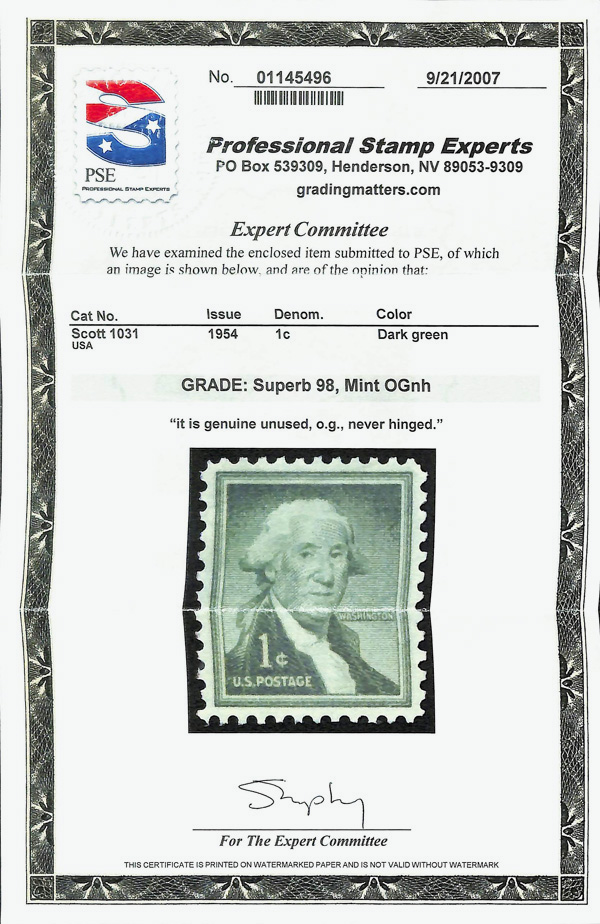 No. 01145496 9/21/2007
PSE
PROFESSIONAL STAMP EXPERTS
Professional Stamp Experts
PO Box 539309, Henderson, NV 89053-9309
gradingmatters.com
Expert Committee
We have examined the enclosed item submitted to PSE, of which
an image is shown below, and are of the opinion that:
Cat No. Issue Denom. Color
Scott 1031 1954 1c Dark green
USA
GRADE: Superb 98, Mint OGnh
“it is genuine unused, o.g., never hinged.”
WASHINGTON
1¢
U.S. POSTAGE
For The Expert Committee
THIS CERTIFICATE IS PRINTED ON WATERMARKED PAPER AND IS NOT VALID WITHOUT WATERMARK